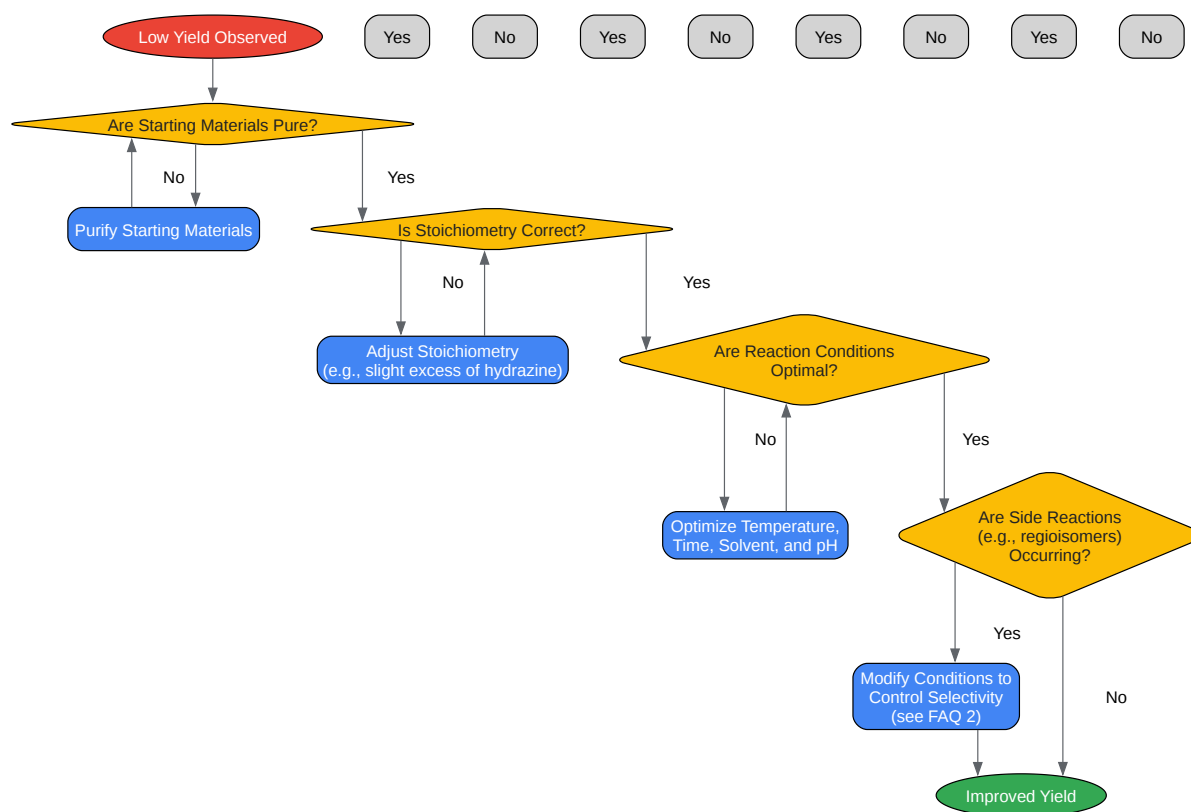 Low Yield Observed
Yes
No
Yes
No
Yes
No
Yes
No
Are Starting Materials Pure?
No
Yes
Purify Starting Materials
Is Stoichiometry Correct?
No
Yes
Adjust Stoichiometry
(e.g., slight excess of hydrazine)
Are Reaction Conditions
Optimal?
No
Yes
Optimize Temperature,
Time, Solvent, and pH
Are Side Reactions
(e.g., regioisomers)
Occurring?
Yes
No
Modify Conditions to
Control Selectivity
(see FAQ 2)
Improved Yield